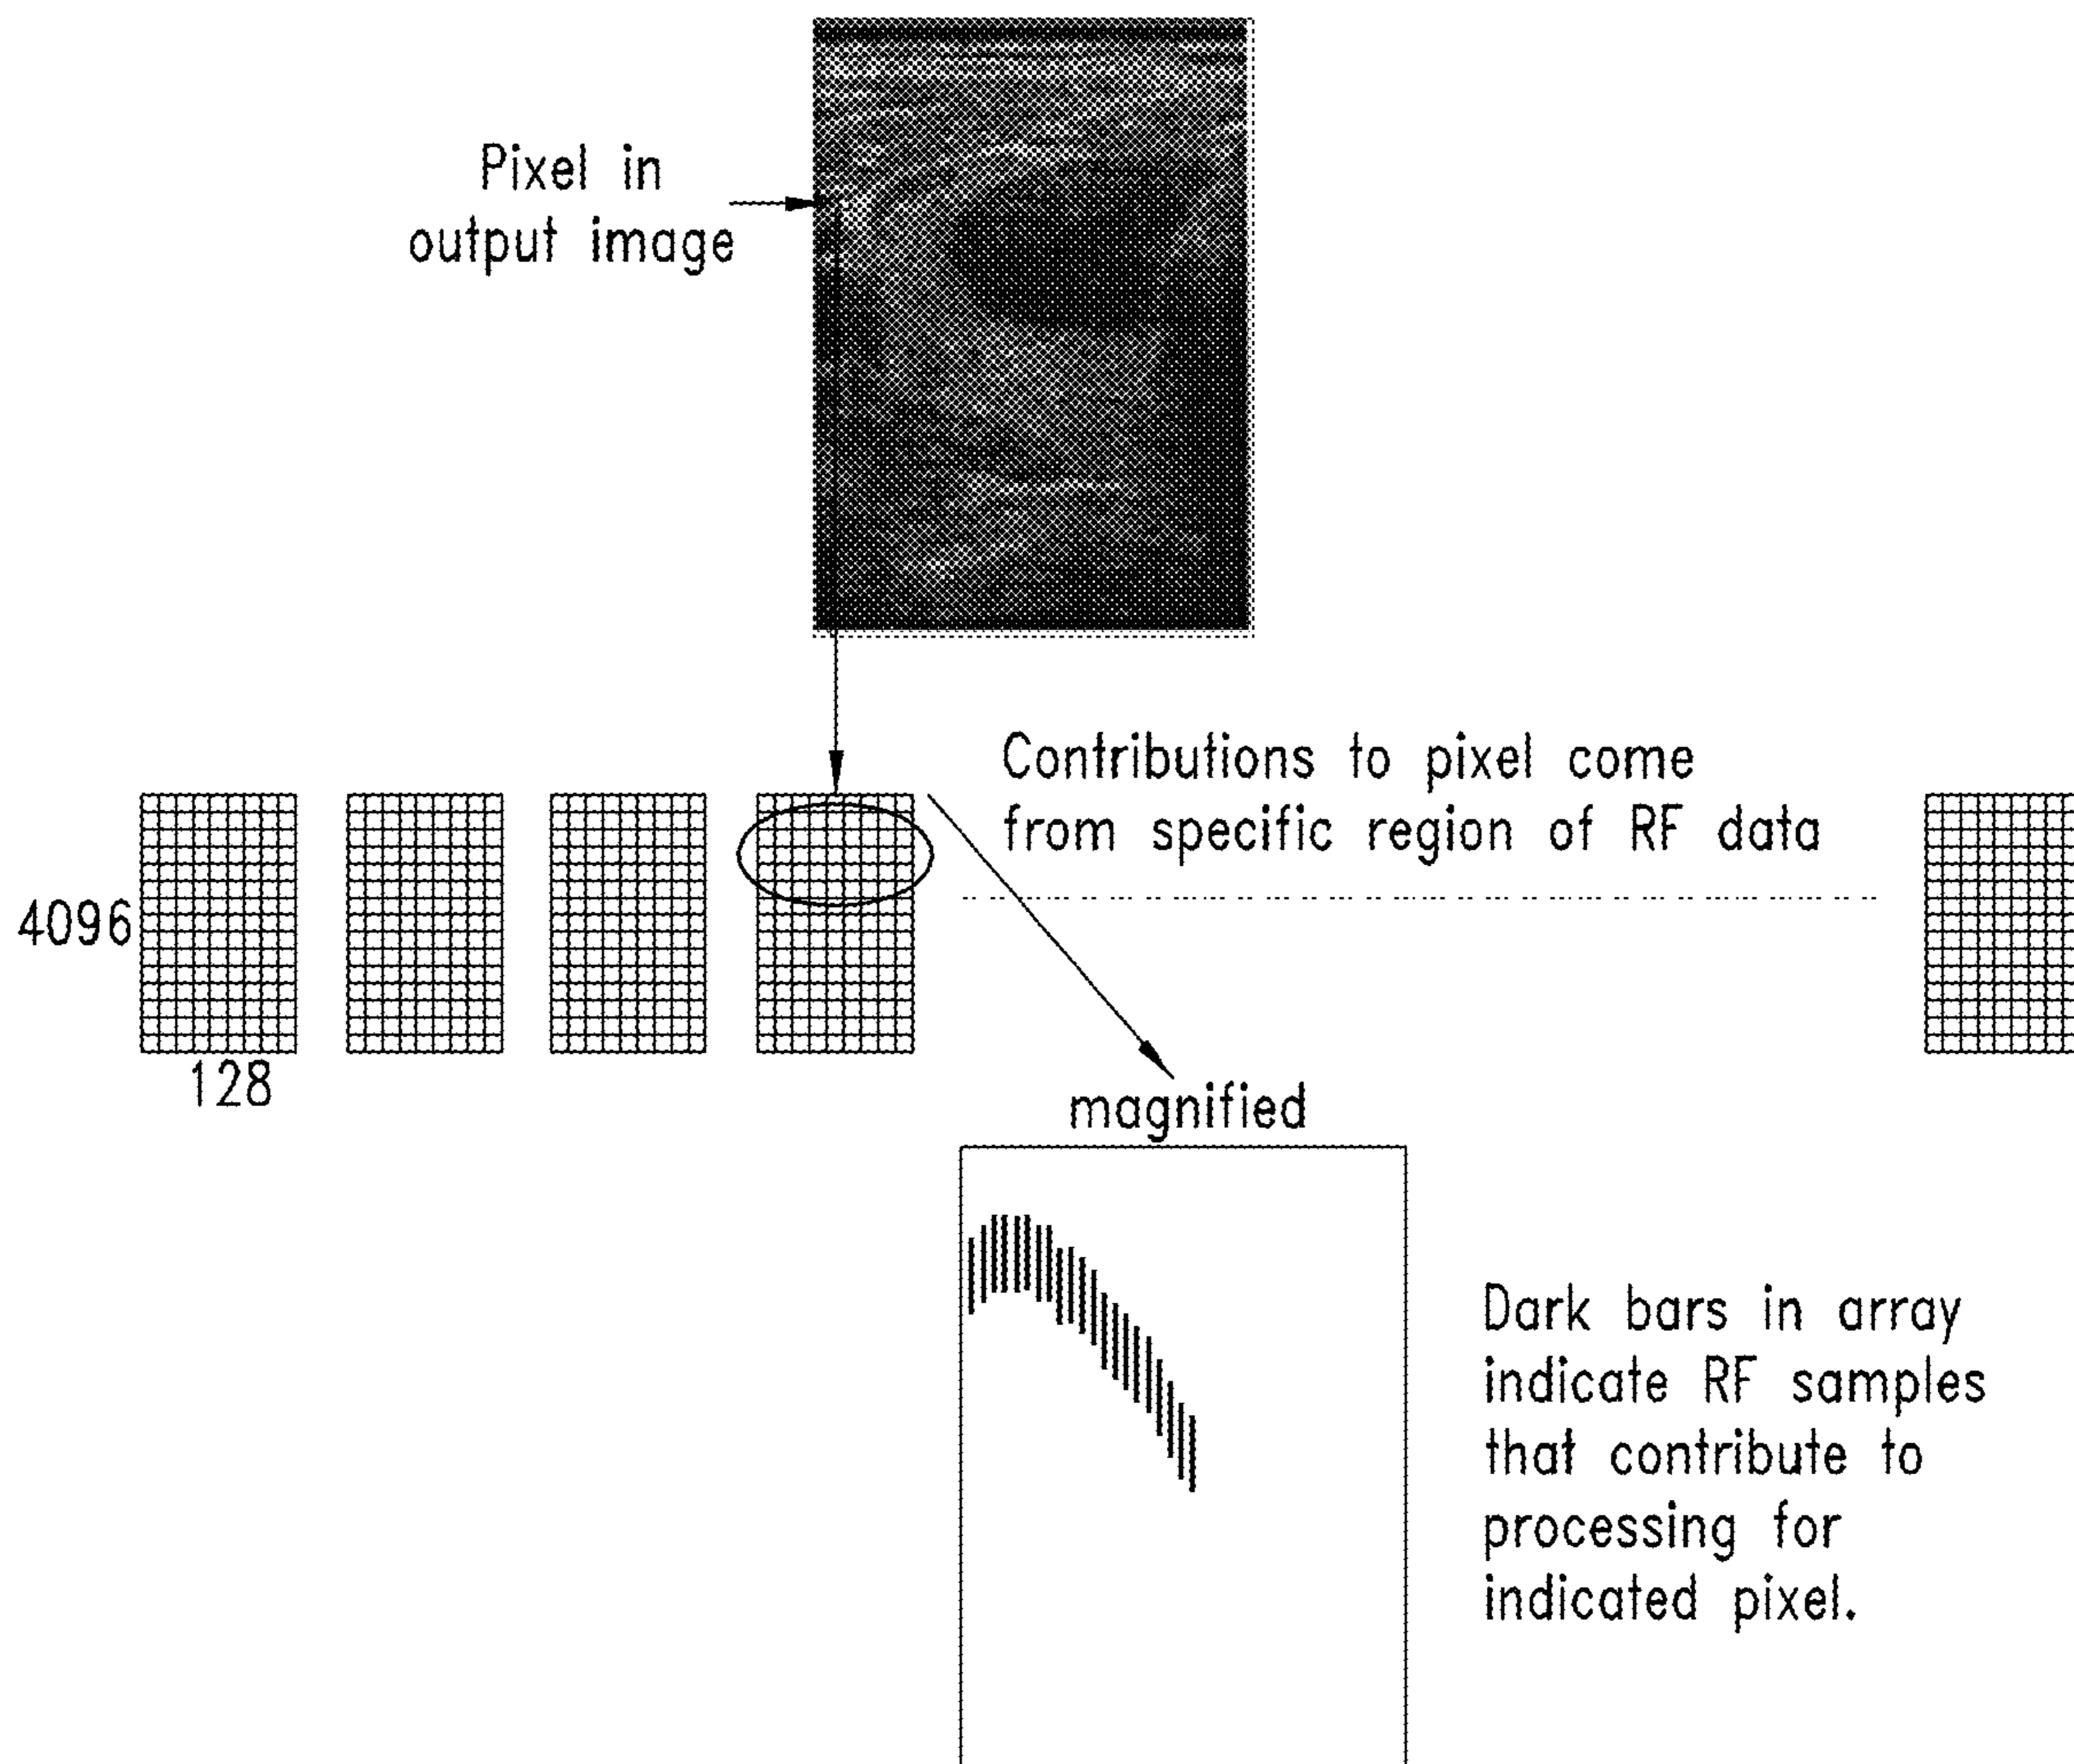 Pixel in
output image
Contributions to pixel come
from specific region of RF data
4096
128
magnified
Dark bars in array
indicate RF samples
that contribute to
processing for
indicated pixel.